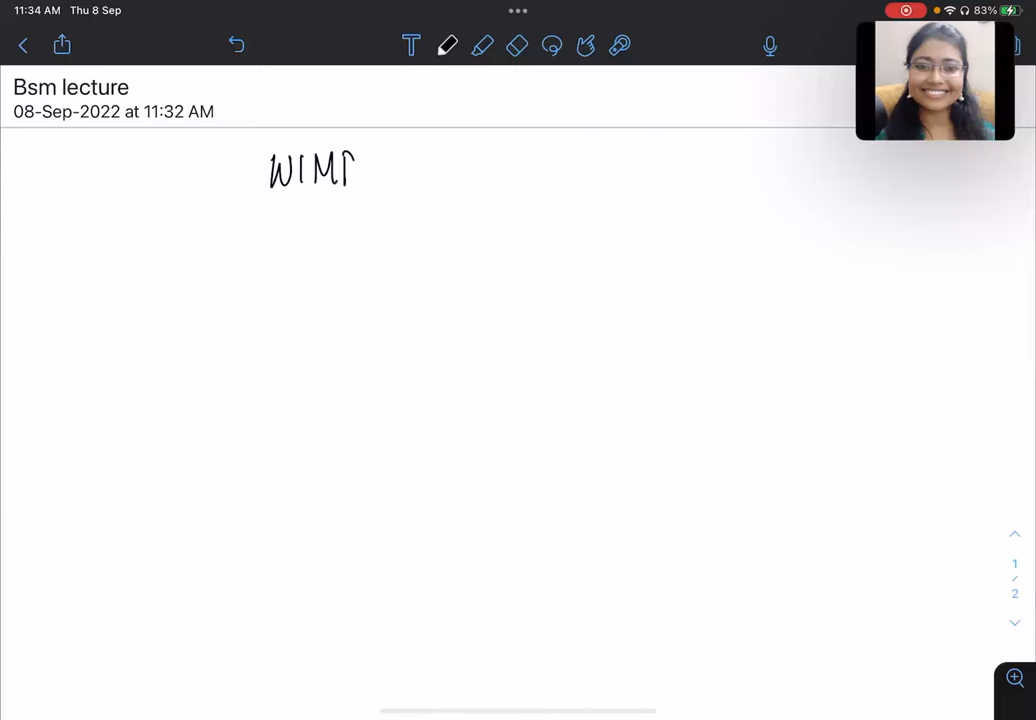 11:34 AM Thu 8 Sep
83%
T
Bsm lecture
08-Sep-2022 at 11:32 AM
WIMP
1
/
2